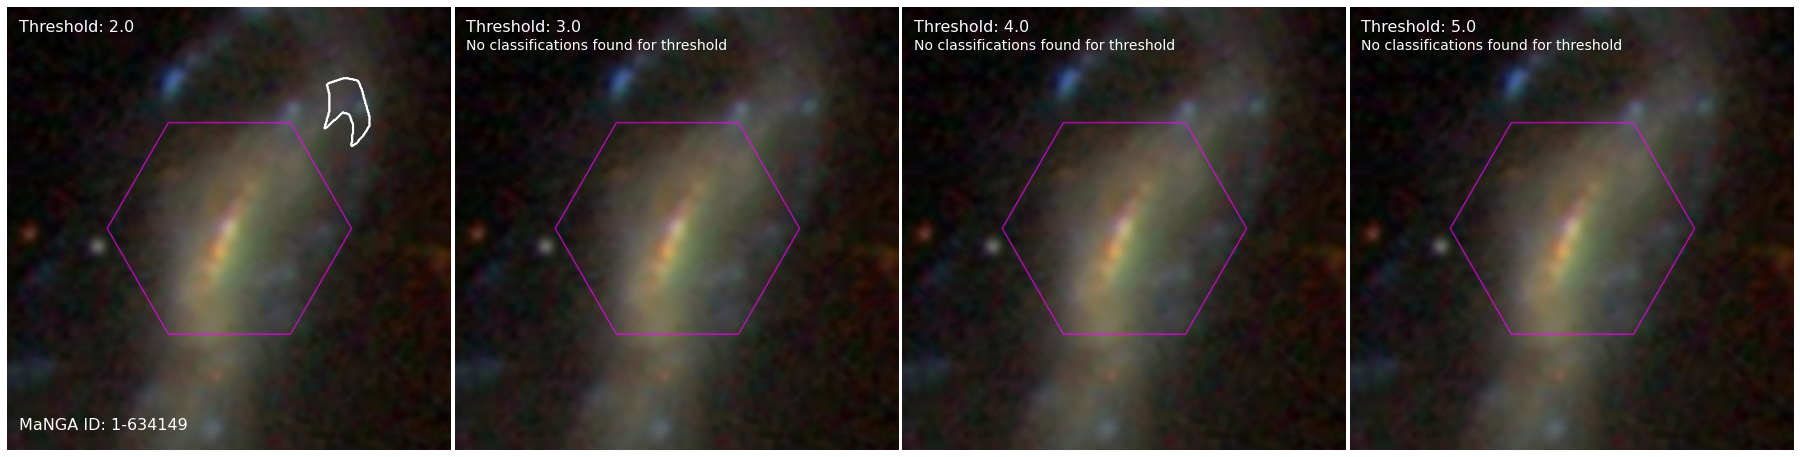 Threshold: 2.0
MaNGA ID: 1-634149
Threshold: 3.0
No classifications found for threshold
Threshold: 4.0
No classifications found for threshold
Threshold: 5.0
No classifications found for threshold